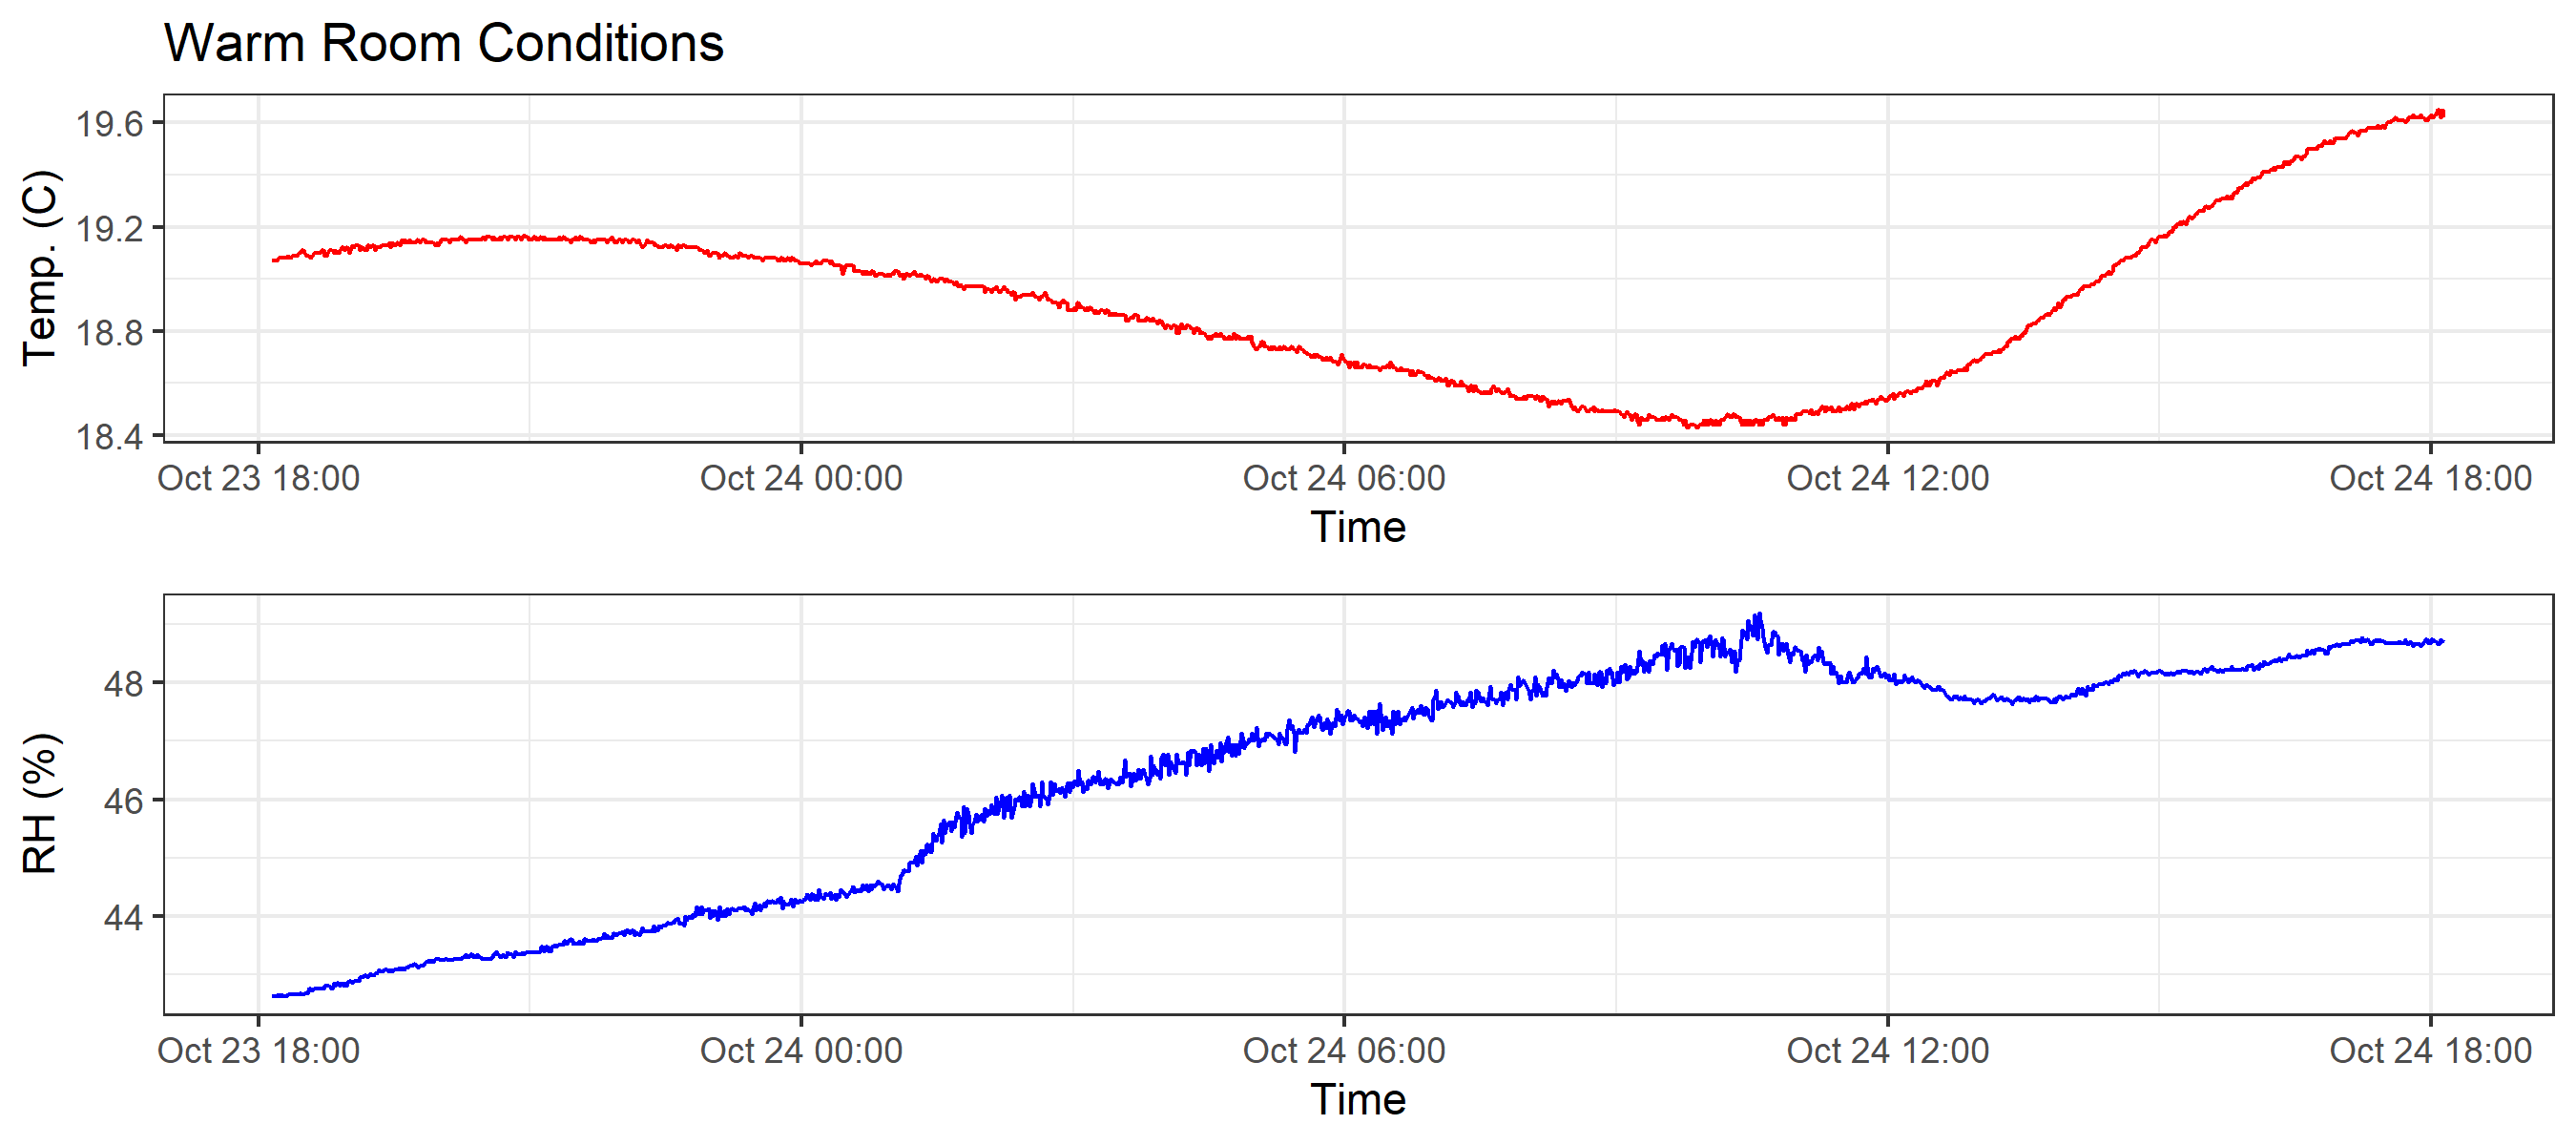 Warm Room Conditions
Temp. (C)
19.6
19.2
18.8
18.4
Oct 23 18:00 Oct 24 00:00 Oct 24 06:00 Oct 24 12:00 Oct 24 18:00
Time
RH (%)
48
46
44
Oct 23 18:00 Oct 24 00:00 Oct 24 06:00 Oct 24 12:00 Oct 24 18:00
Time